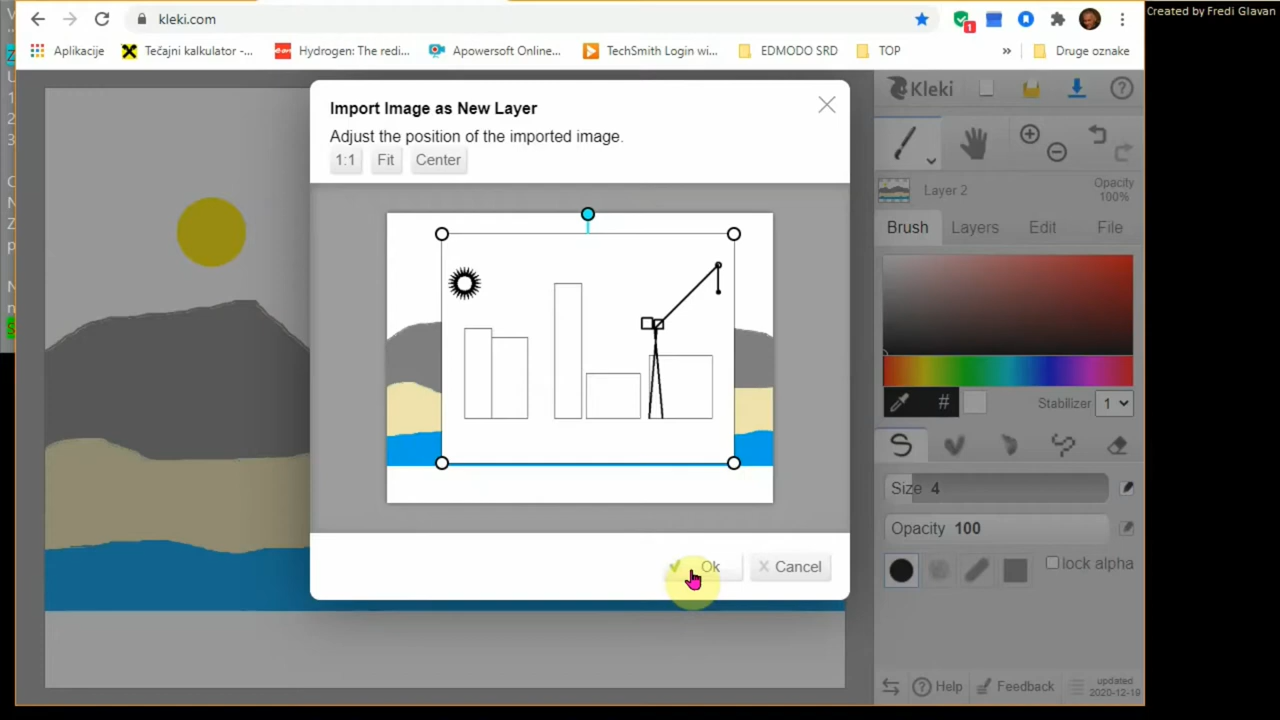 Created by Fredi Glavan
kleki.com
1
Aplikacije
Tečajni kalkulator -...
Hydrogen: The redi...
Apowersoft Online...
TechSmith Login wi...
EDMODO SRD
TOP
»
Druge oznake
Import Image as New Layer
Adjust the position of the imported image.
1:1
Fit
Center
Ok
Cancel
Kleki
Layer 2
Opacity
100%
Brush
Layers
Edit
File
#
Stabilizer
1
Size 4
Opacity 100
lock alpha
Help
Feedback
updated
2020-12-19